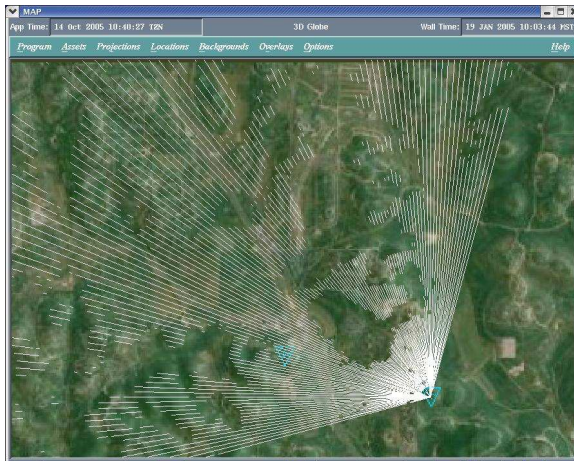 MAP
App Time: 14 Oct 2005 10:40:27 TZN 3D Globe Wall Time: 19 JAN 2005 10:03:44 MST
Program Assets Projections Locations Backgrounds Overlays Options Help